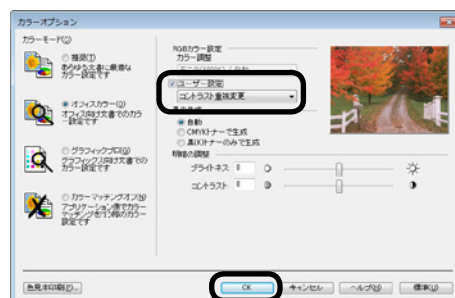 カラーオプション
カラーモード(C)
推奨(T)
あらゆる文書に最適な
カラー設定です
オフィスカラー(O)
オフィス向け文書でのカラ
ー設定です
グラフィックプロ(G)
グラフィックス向け文書での
カラー設定です
カラーマッチングオフ(N)
アプリケーション側でカラー
マッチングを行う際のカラー
設定です
RGBカラー設定
カラー調整
ユーザー設定
コントラスト重視変更
自動
CMYKトナーで生成
黒(K)トナーのみで生成
明暗の調整
ブライトネス 0
コントラスト 0
色見本印刷(P)...
OK
キャンセル
ヘルプ(H)
標準(U)